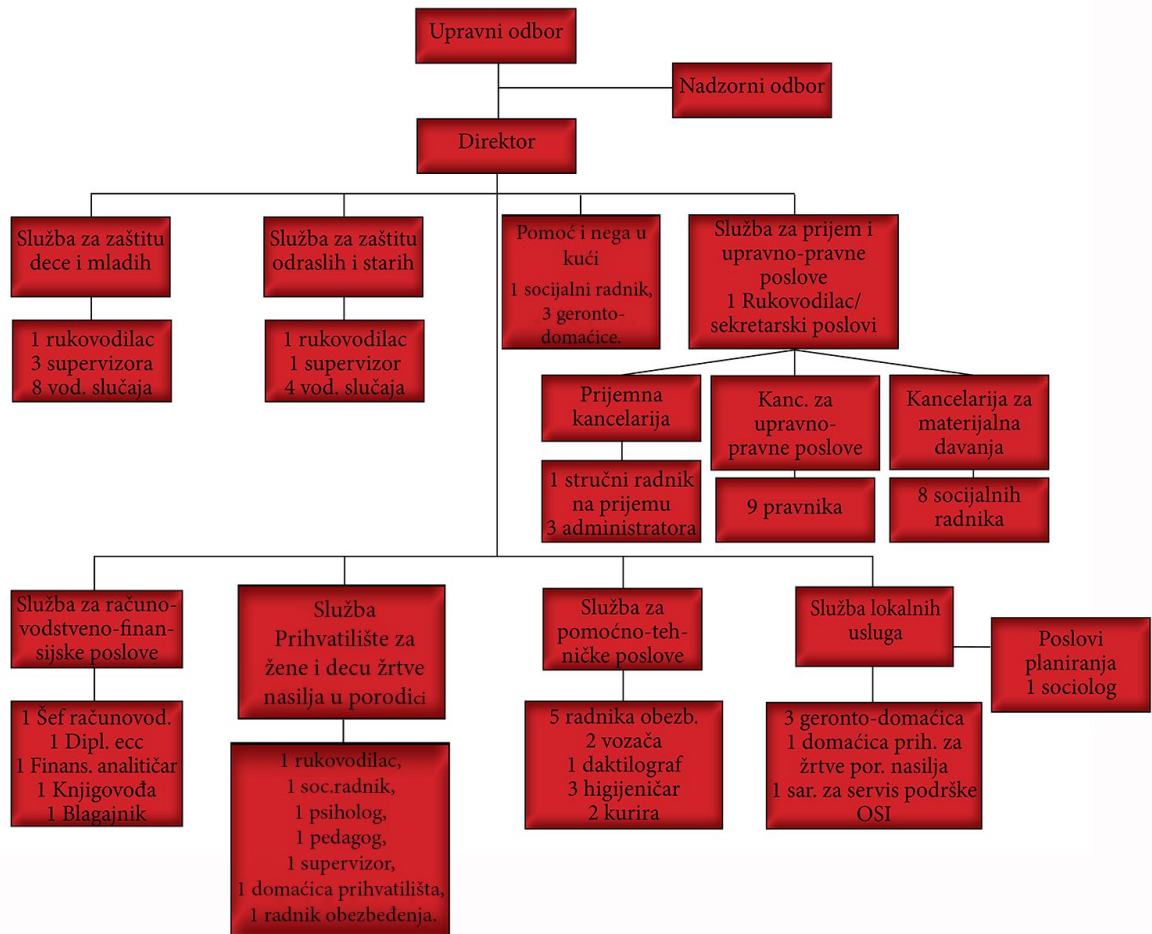 Upravni odbor
Nadzorni odbor
Direktor
Služba za zaštitu
dece i mladih
Služba za zaštitu
odraslih i starih
Pomoć i nega u
kući
1 socijalni radnik,
3 geronto-
domaćice.
Služba za prijem i
upravno-pravne
poslove
1 Rukovodilac/
sekretarski poslovi
1 rukovodilac
3 supervizora
8 vod. slučaja
1 rukovodilac
1 supervizor
4 vod. slučaja
Prijemna
kancelarija
Kanc. za
upravno-
pravne poslove
Kancelarija za
materijalna
davanja
1 stručni radnik
na prijemu
3 administratora
9 pravnika
8 socijalnih
radnika
Služba za računo-
vodstveno-finan-
sijske poslove
Služba
Prihvatilište za
žene i decu žrtve
nasilja u porodici
Služba za
pomoćno-teh-
ničke poslove
Služba lokalnih
usluga
Poslovi
planiranja
1 sociolog
1 Šef računovod.
1 Dipl. ecc
1 Finans. analitičar
1 Knjigovođa
1 Blagajnik
1 rukovodilac,
1 soc.radnik,
1 psiholog,
1 pedagog,
1 supervizor,
1 domaćica prihvatilišta,
1 radnik obezbeđenja.
5 radnika obezb.
2 vozača
1 daktilograf
3 higijeničar
2 kurira
3 geronto-domaćica
1 domaćica prih. za
žrtve por. nasilja
1 sar. za servis podrške
OSI